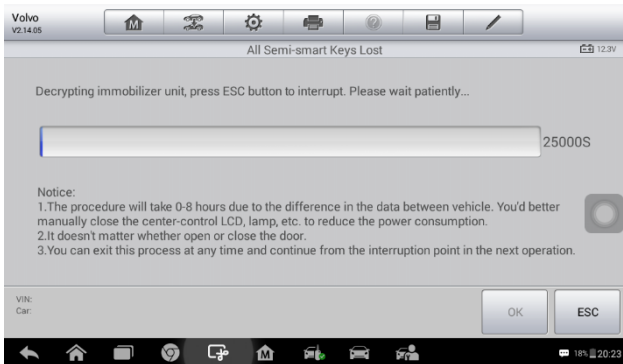 Volvo
V2.14.05
All Semi-smart Keys Lost
12.3V
Decrypting immobilizer unit, press ESC button to interrupt. Please wait patiently...
25000S
Notice:
1.The procedure will take 0-8 hours due to the difference in the data between vehicle. You'd better
manually close the center-control LCD, lamp, etc. to reduce the power consumption.
2.It doesn't matter whether open or close the door.
3.You can exit this process at any time and continue from the interruption point in the next operation.
VIN:
Car:
OK
ESC
18% 20:23